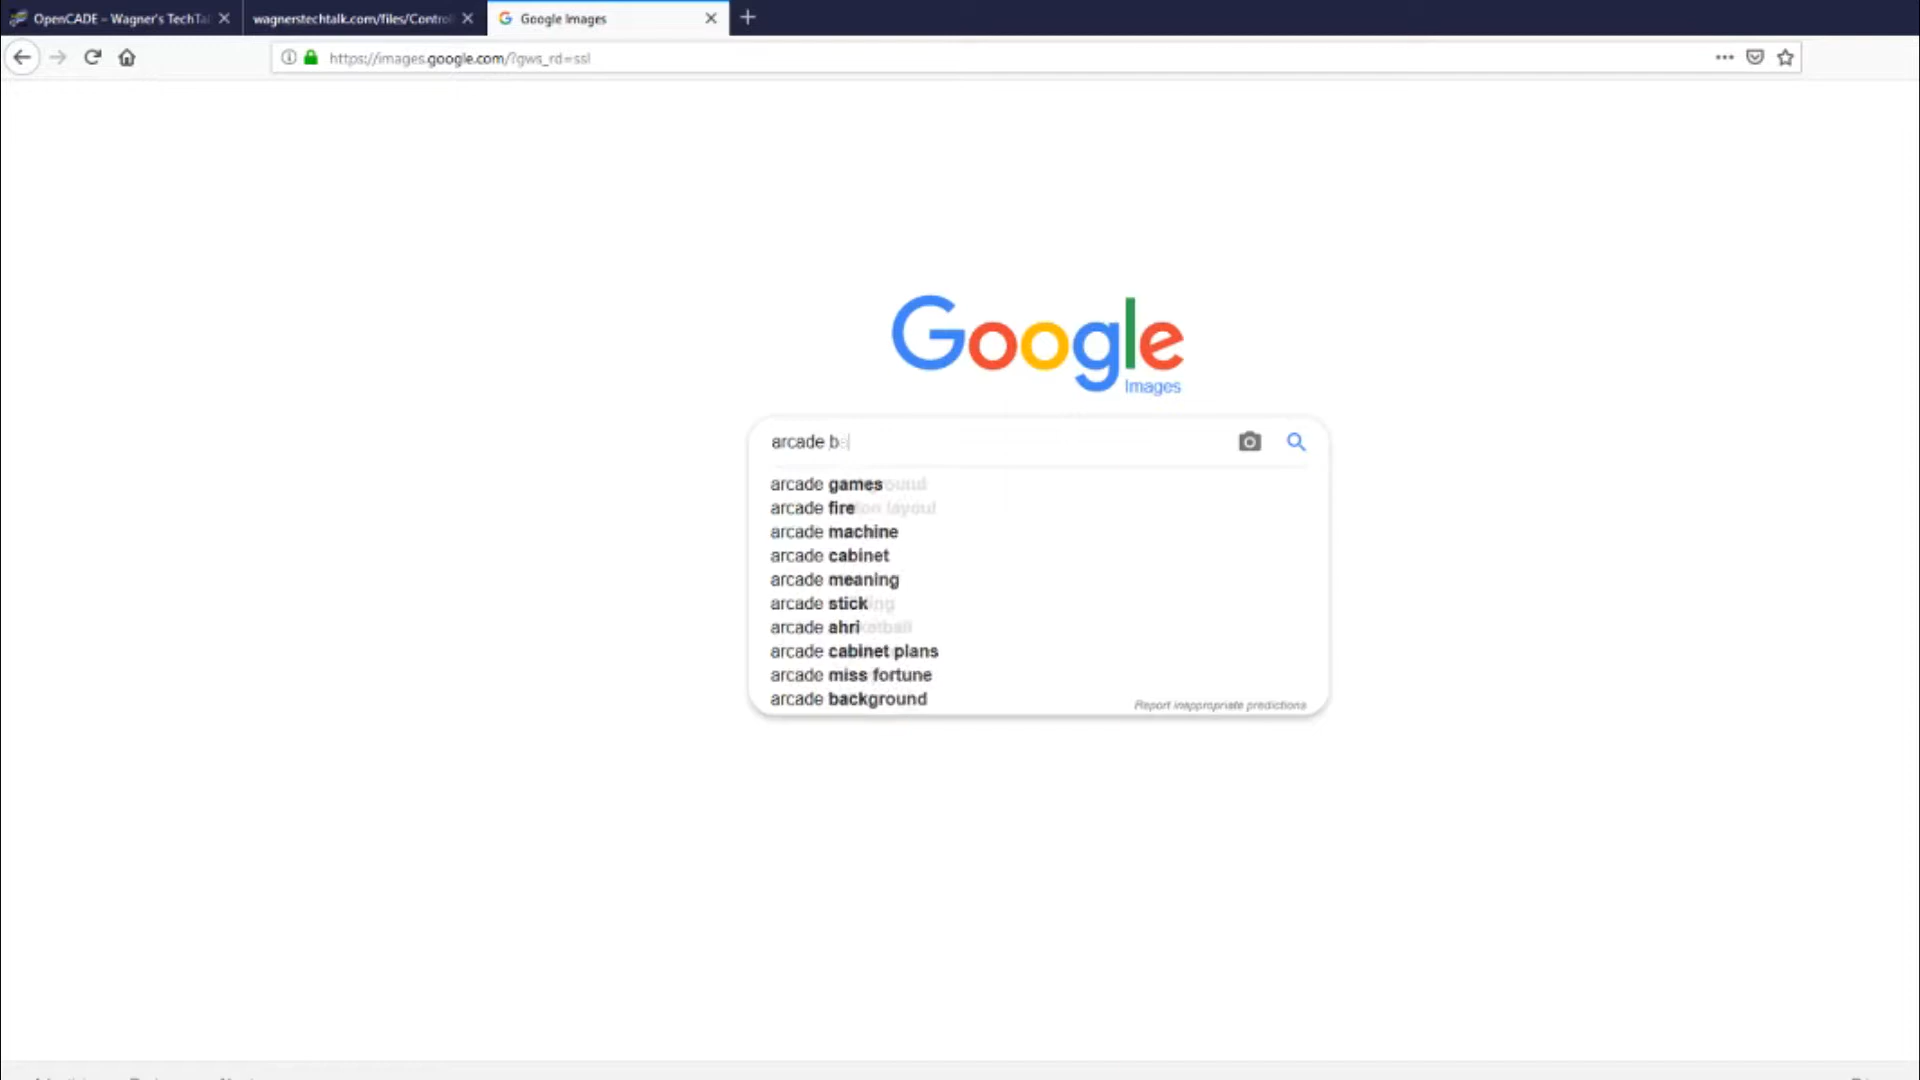 OpenCADE – Wagner's TechTal
wagnerstechtalk.com/files/Control
Google Images
https://images.google.com/?gws_rd=ssl
Google
Images
arcade b
arcade games
arcade fire
arcade machine
arcade cabinet
arcade meaning
arcade stick
arcade ahri
arcade cabinet plans
arcade miss fortune
arcade background
Report inappropriate predictions